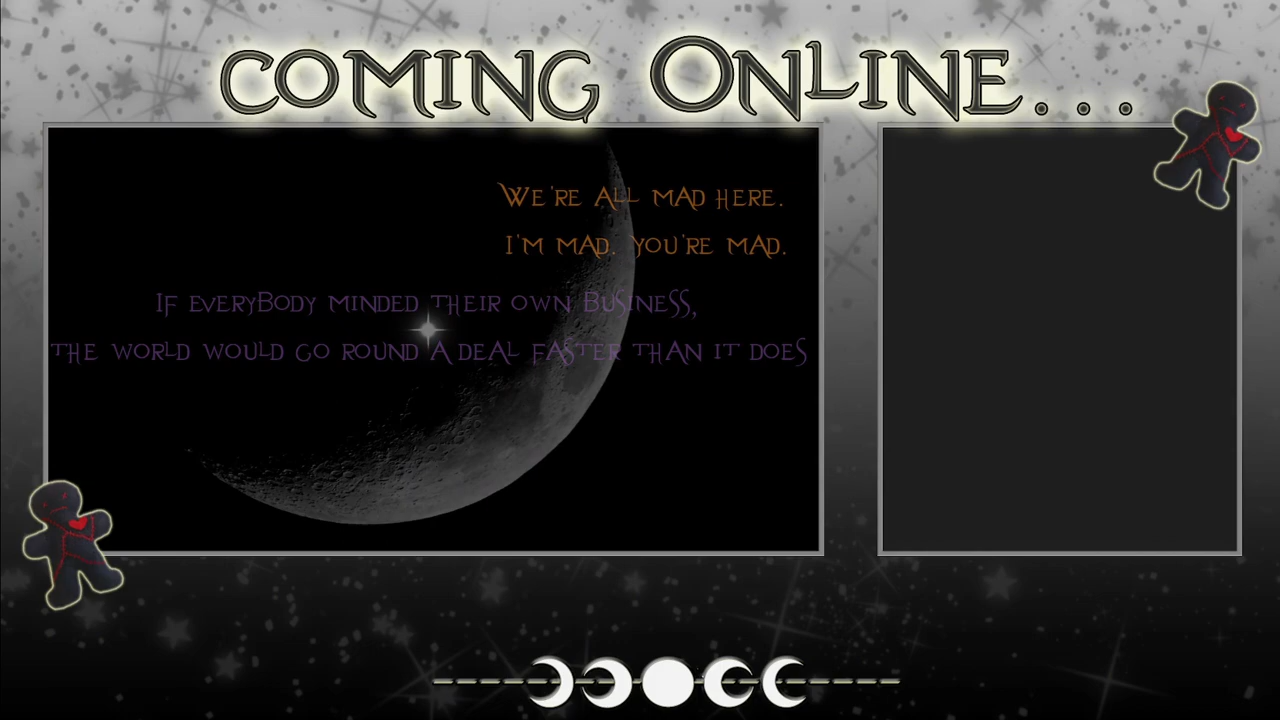 COMING ONLINE...
WE'RE ALL MAD HERE.
I'M MAD. YOU'RE MAD.
IF EVERYBODY MINDED THEIR OWN BUSINESS,
THE WORLD WOULD GO ROUND A DEAL FASTER THAN IT DOES